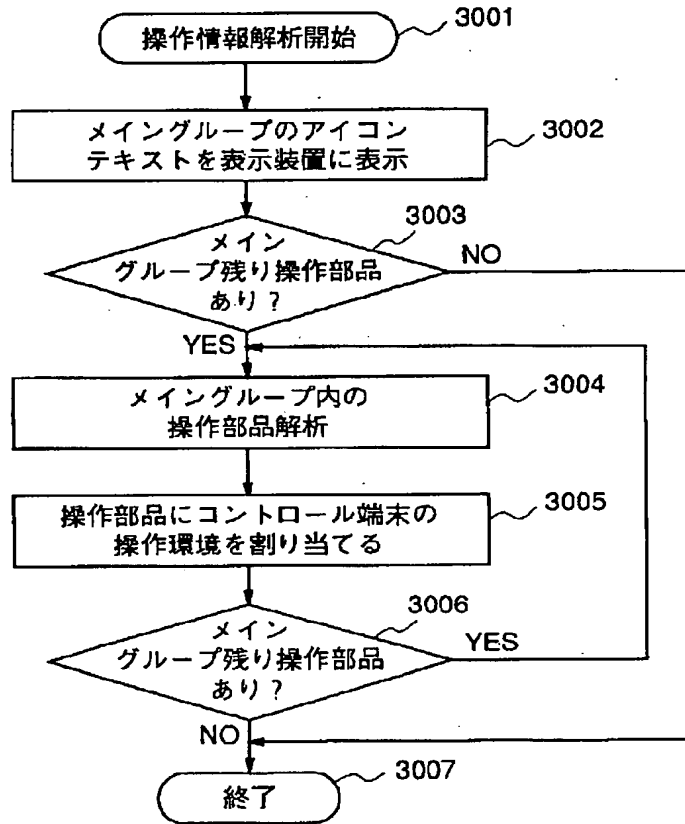 操作情報解析開始
3001
メイングループのアイコン
テキストを表示装置に表示
3002
3003
メイン
グループ残り操作部品
あり?
NO
YES
メイングループ内の
操作部品解析
3004
操作部品にコントロール端末の
操作環境を割り当てる
3005
3006
メイン
グループ残り操作部品
あり?
YES
NO
終了
3007